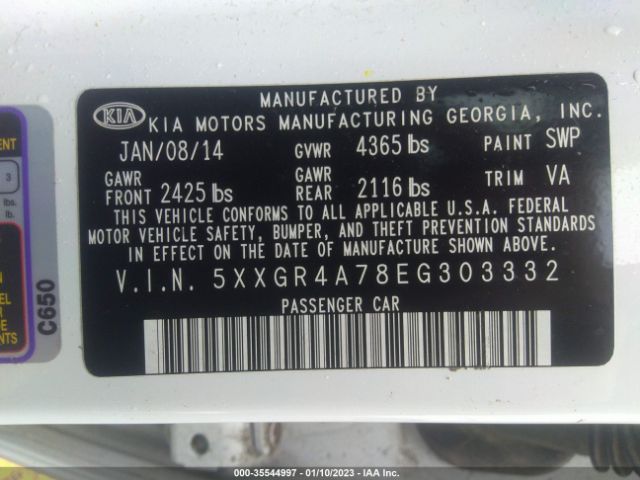 MANUFACTURED BY
KIA KIA MOTORS MANUFACTURING GEORGIA, INC.
JAN/08/14 GVWR 4365 lbs PAINT SWP
GAWR FRONT 2425 lbs GAWR REAR 2116 lbs TRIM VA
THIS VEHICLE CONFORMS TO ALL APPLICABLE U.S.A. FEDERAL
MOTOR VEHICLE SAFETY, BUMPER, AND THEFT PREVENTION STANDARDS
IN EFFECT ON THE DATE OF MANUFACTURE SHOWN ABOVE.
V.I.N. 5XXGR4A78EG303332
PASSENGER CAR
3
lbs.
lb.
C650
000-35544997 - 01/10/2023 - IAA Inc.